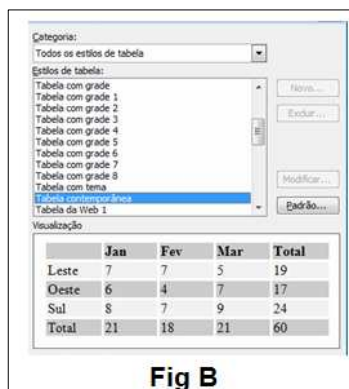 Categoria:
Todos os estilos de tabela
Estilos de tabela:
Tabela com grade
Tabela com grade 1
Tabela com grade 2
Tabela com grade 3
Tabela com grade 4
Tabela com grade 5
Tabela com grade 6
Tabela com grade 7
Tabela com grade 8
Tabela com tema
Tabela contemporânea
Tabela da Web 1
Novo...
Excluir...
Modificar...
Padrão...
Visualização
Jan Fev Mar Total
Leste 7 7 5 19
Oeste 6 4 7 17
Sul 8 7 9 24
Total 21 18 21 60
Fig B